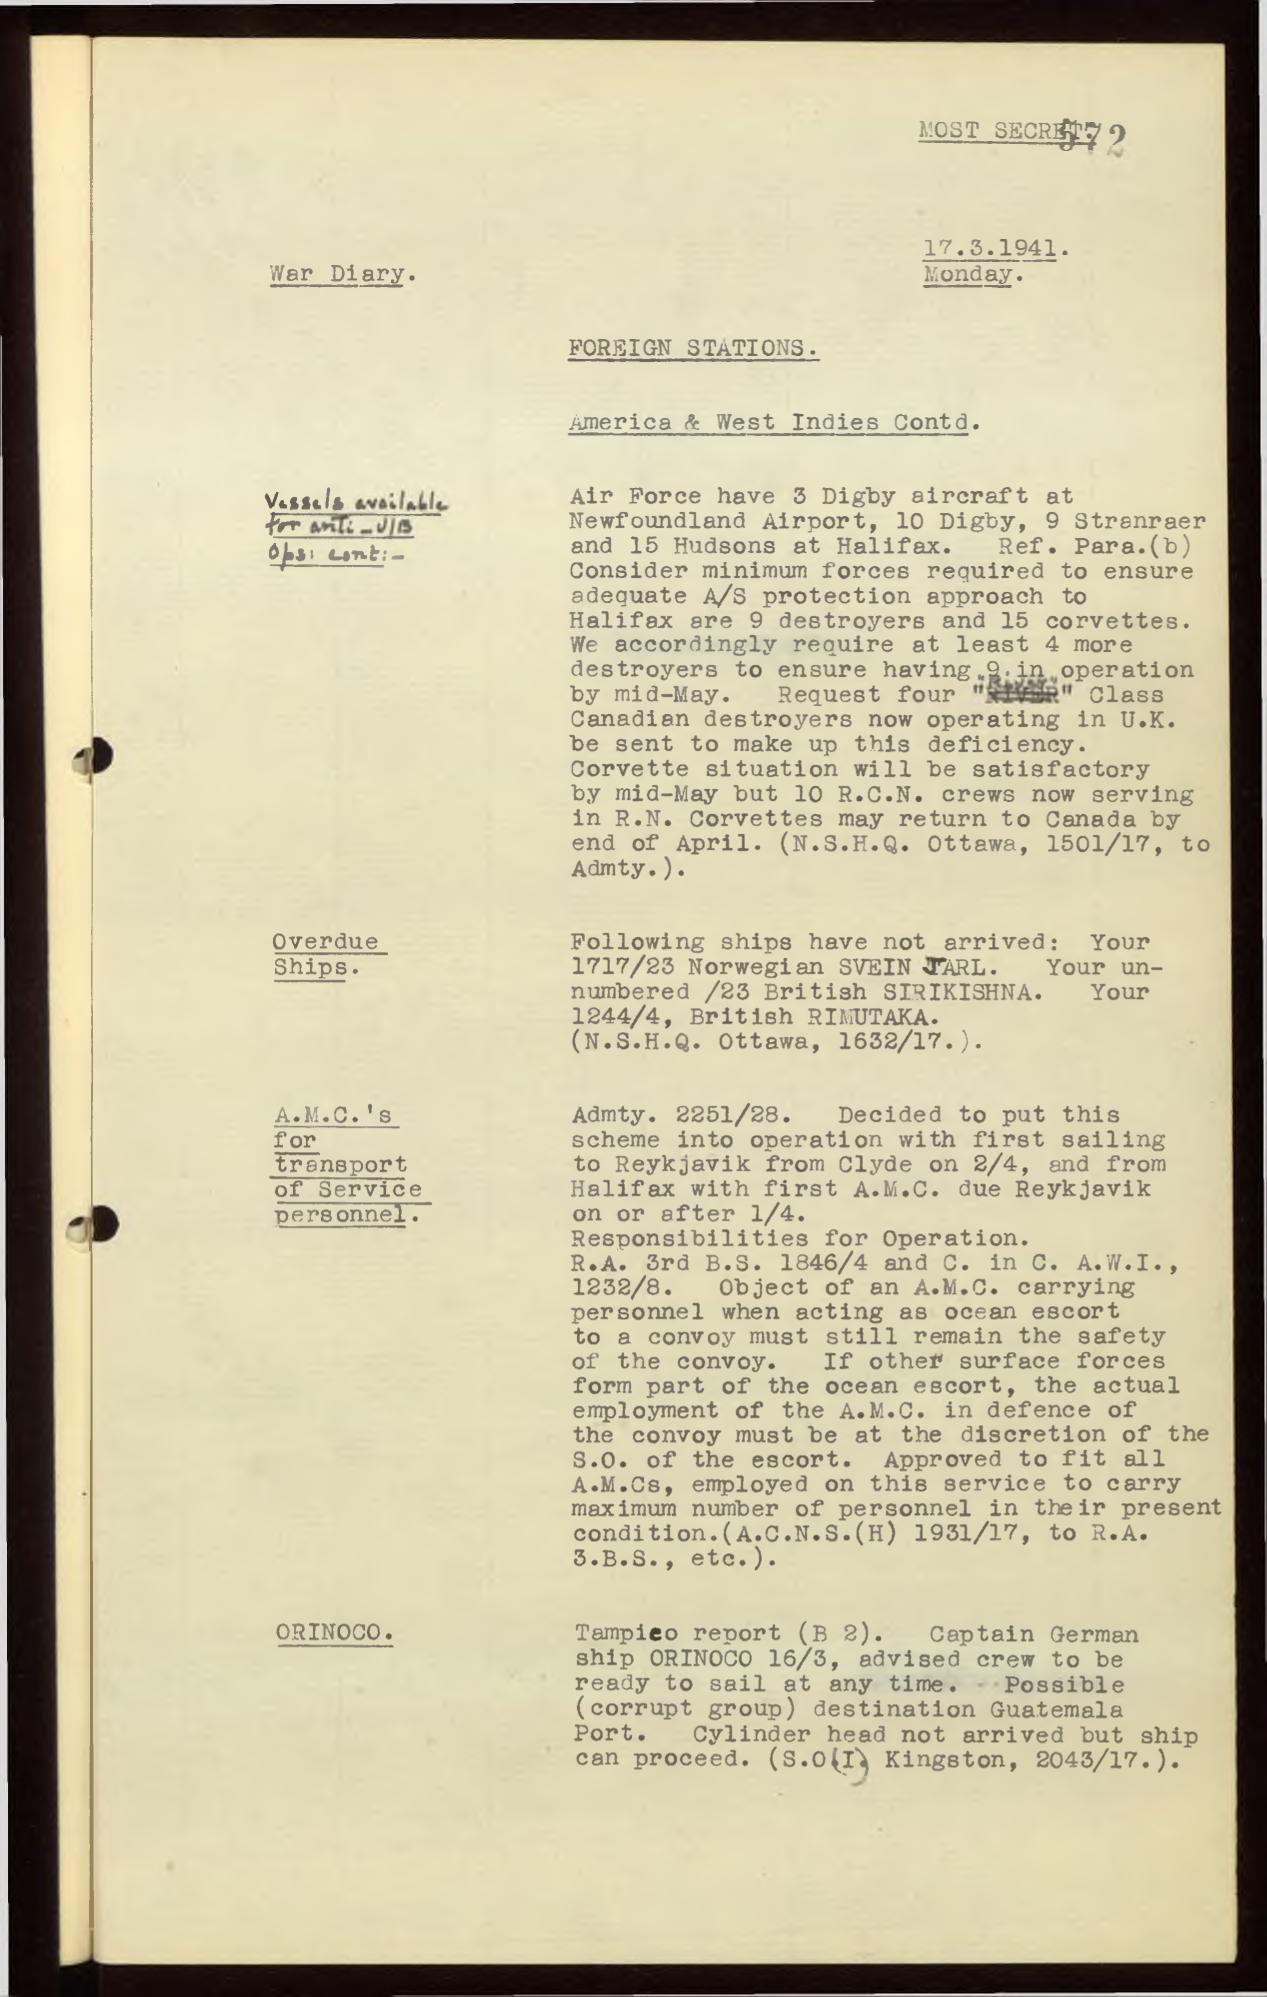 MOST SECRET.
572
17.3.1941.
War Diary.
Monday.
FOREIGN STATIONS.
America & West Indies Contd.
Vessels available
for anti-U/B
Ops: cont:-
Air Force have 3 Digby aircraft at
Newfoundland Airport, 10 Digby, 9 Stranraer
and 15 Hudsons at Halifax. Ref. Para.(b)
Consider minimum forces required to ensure
adequate A/S protection approach to
Halifax are 9 destroyers and 15 corvettes.
We accordingly require at least 4 more
destroyers to ensure having 9 in operation
by mid-May. Request four "RIVER" Class
Canadian destroyers now operating in U.K.
be sent to make up this deficiency.
Corvette situation will be satisfactory
by mid-May but 10 R.C.N. crews now serving
in R.N. Corvettes may return to Canada by
end of April. (N.S.H.Q. Ottawa, 1501/17, to
Admty.).
Overdue
Ships.
Following ships have not arrived: Your
1717/23 Norwegian SVEIN JARL. Your un-
numbered /23 British SIRIKISHNA. Your
1244/4, British RIMUTAKA.
(N.S.H.Q. Ottawa, 1632/17.).
A.M.C.'s
for
transport
of Service
personnel.
Admty. 2251/28. Decided to put this
scheme into operation with first sailing
to Reykjavik from Clyde on 2/4, and from
Halifax with first A.M.C. due Reykjavik
on or after 1/4.
Responsibilities for Operation.
R.A. 3rd B.S. 1846/4 and C. in C. A.W.I.,
1232/8. Object of an A.M.C. carrying
personnel when acting as ocean escort
to a convoy must still remain the safety
of the convoy. If other surface forces
form part of the ocean escort, the actual
employment of the A.M.C. in defence of
the convoy must be at the discretion of the
S.O. of the escort. Approved to fit all
A.M.Cs, employed on this service to carry
maximum number of personnel in their present
condition.(A.C.N.S.(H) 1931/17, to R.A.
3.B.S., etc.).
ORINOCO.
Tampico report (B 2). Captain German
ship ORINOCO 16/3, advised crew to be
ready to sail at any time. Possible
(corrupt group) destination Guatemala
Port. Cylinder head not arrived but ship
can proceed. (S.O(I) Kingston, 2043/17.).